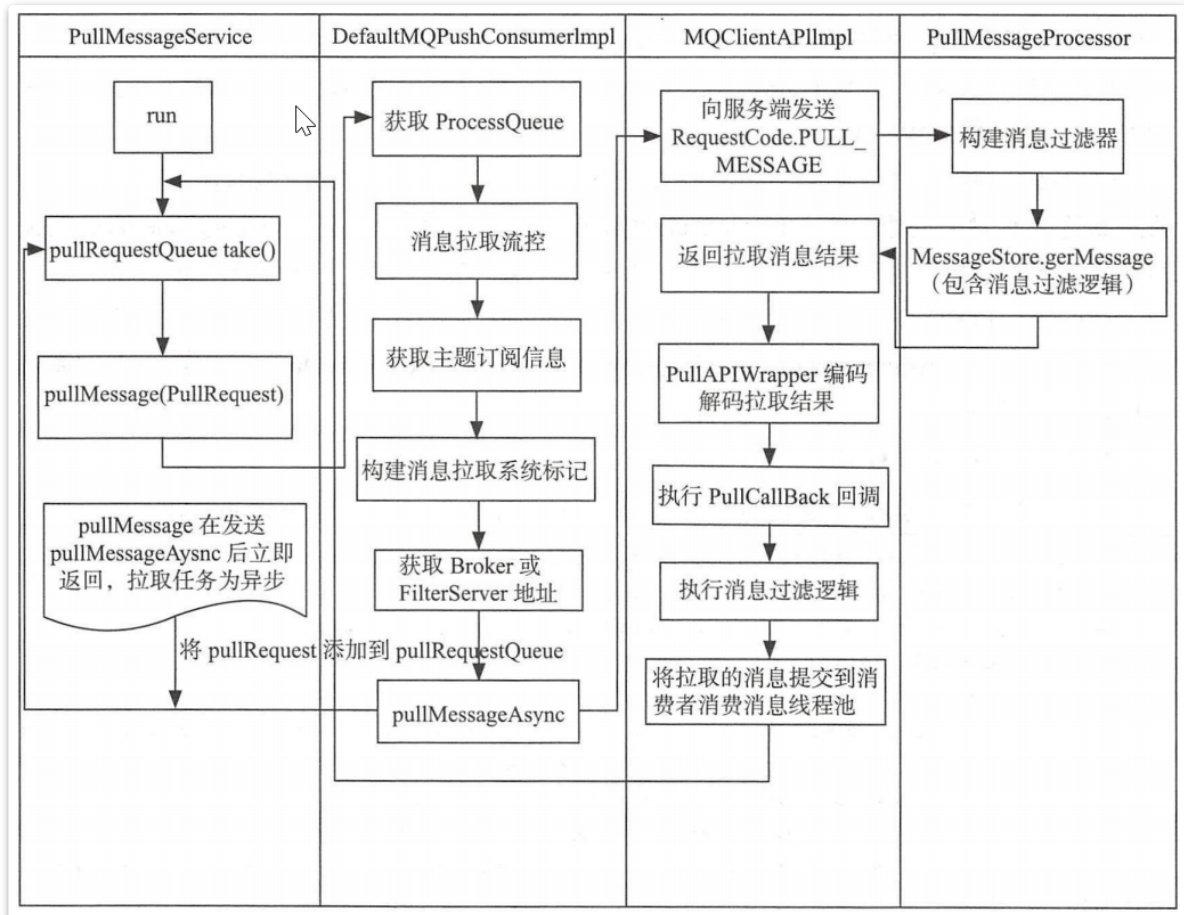 PullMessageService
DefaultMQPushConsumerImpl
MQClientAPIlmpl
PullMessageProcessor
run
pullRequestQueue take()
pullMessage(PullRequest)
pullMessage 在发送
pullMessageAysnc 后立即
返回，拉取任务为异步
将 pullRequest 添加到 pullRequestQueue
获取 ProcessQueue
消息拉取流控
获取主题订阅信息
构建消息拉取系统标记
获取 Broker 或
FilterServer 地址
pullMessageAsync
向服务端发送
RequestCode.PULL_
MESSAGE
返回拉取消息结果
PullAPIWrapper 编码
解码拉取结果
执行 PullCallBack 回调
执行消息过滤逻辑
将拉取的消息提交到消
费者消费消息线程池
构建消息过滤器
MessageStore.gerMessage
（包含消息过滤逻辑）